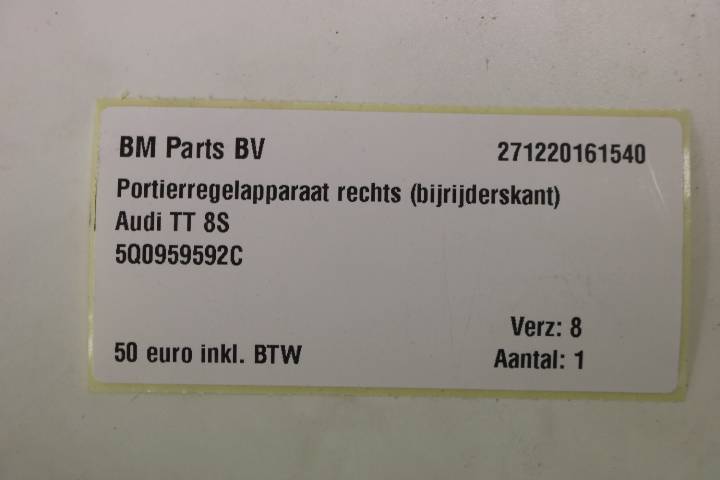 BM Parts BV 271220161540
Portierregelapparaat rechts (bijrijderskant)
Audi TT 8S
5Q0959592C
Verz: 8
50 euro inkl. BTW Aantal: 1